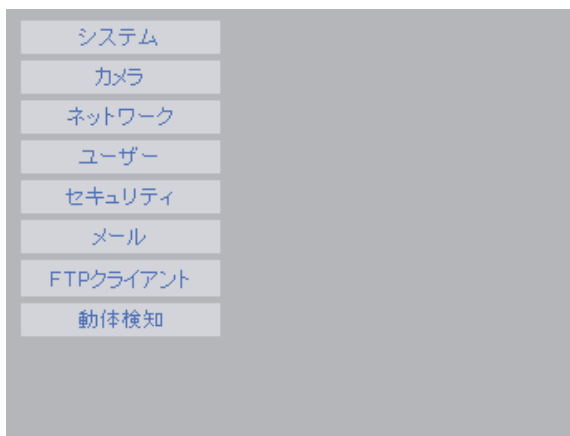 システム
カメラ
ネットワーク
ユーザー
セキュリティ
メール
FTPクライアント
動体検知